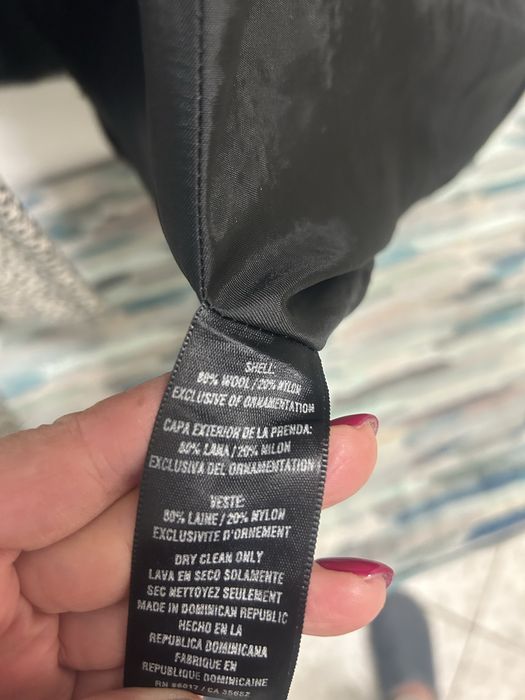 SHELL:
80% WOOL / 20% NYLON
EXCLUSIVE OF ORNAMENTATION
CAPA EXTERIOR DE LA PRENDA:
80% LANA / 20% NILON
EXCLUSIVA DEL ORNAMENTATION
VESTE:
80% LAINE / 20% NYLON
EXCLUSIVITE D'ORNEMENT
DRY CLEAN ONLY
LAVA EN SECO SOLAMENTE
SEC NETTOYEZ SEULEMENT
MADE IN DOMINICAN REPUBLIC
HECHO EN LA
REPUBLICA DOMINICANA
FABRIQUE EN
REPUBLIQUE DOMINICAINE
RN / CA